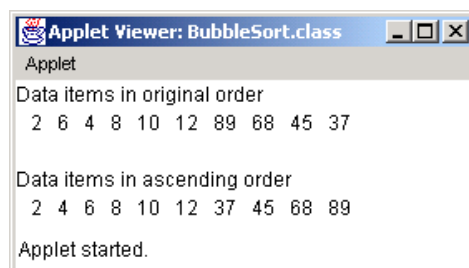 Applet Viewer: BubbleSort.class
Applet
Data items in original order
2 6 4 8 10 12 89 68 45 37
Data items in ascending order
2 4 6 8 10 12 37 45 68 89
Applet started.